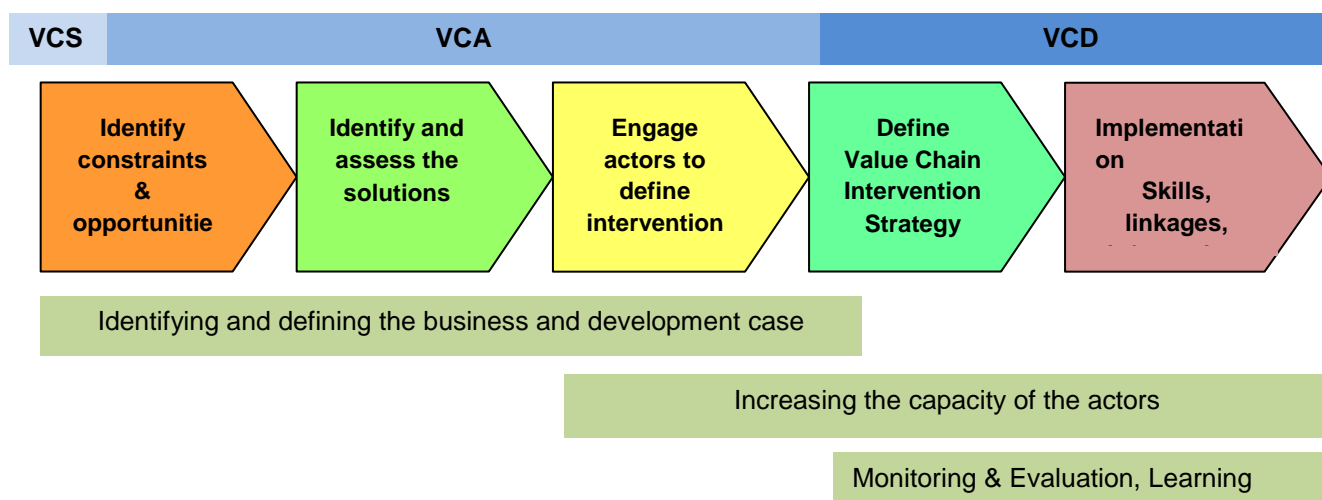 VCS
VCA
VCD
Identify
constraints
&
opportunitie
Identify and
assess the
solutions
Engage
actors to
define
intervention
Define
Value Chain
Intervention
Strategy
Implementati
on
Skills,
linkages,
Identifying and defining the business and development case
Increasing the capacity of the actors
Monitoring & Evaluation, Learning